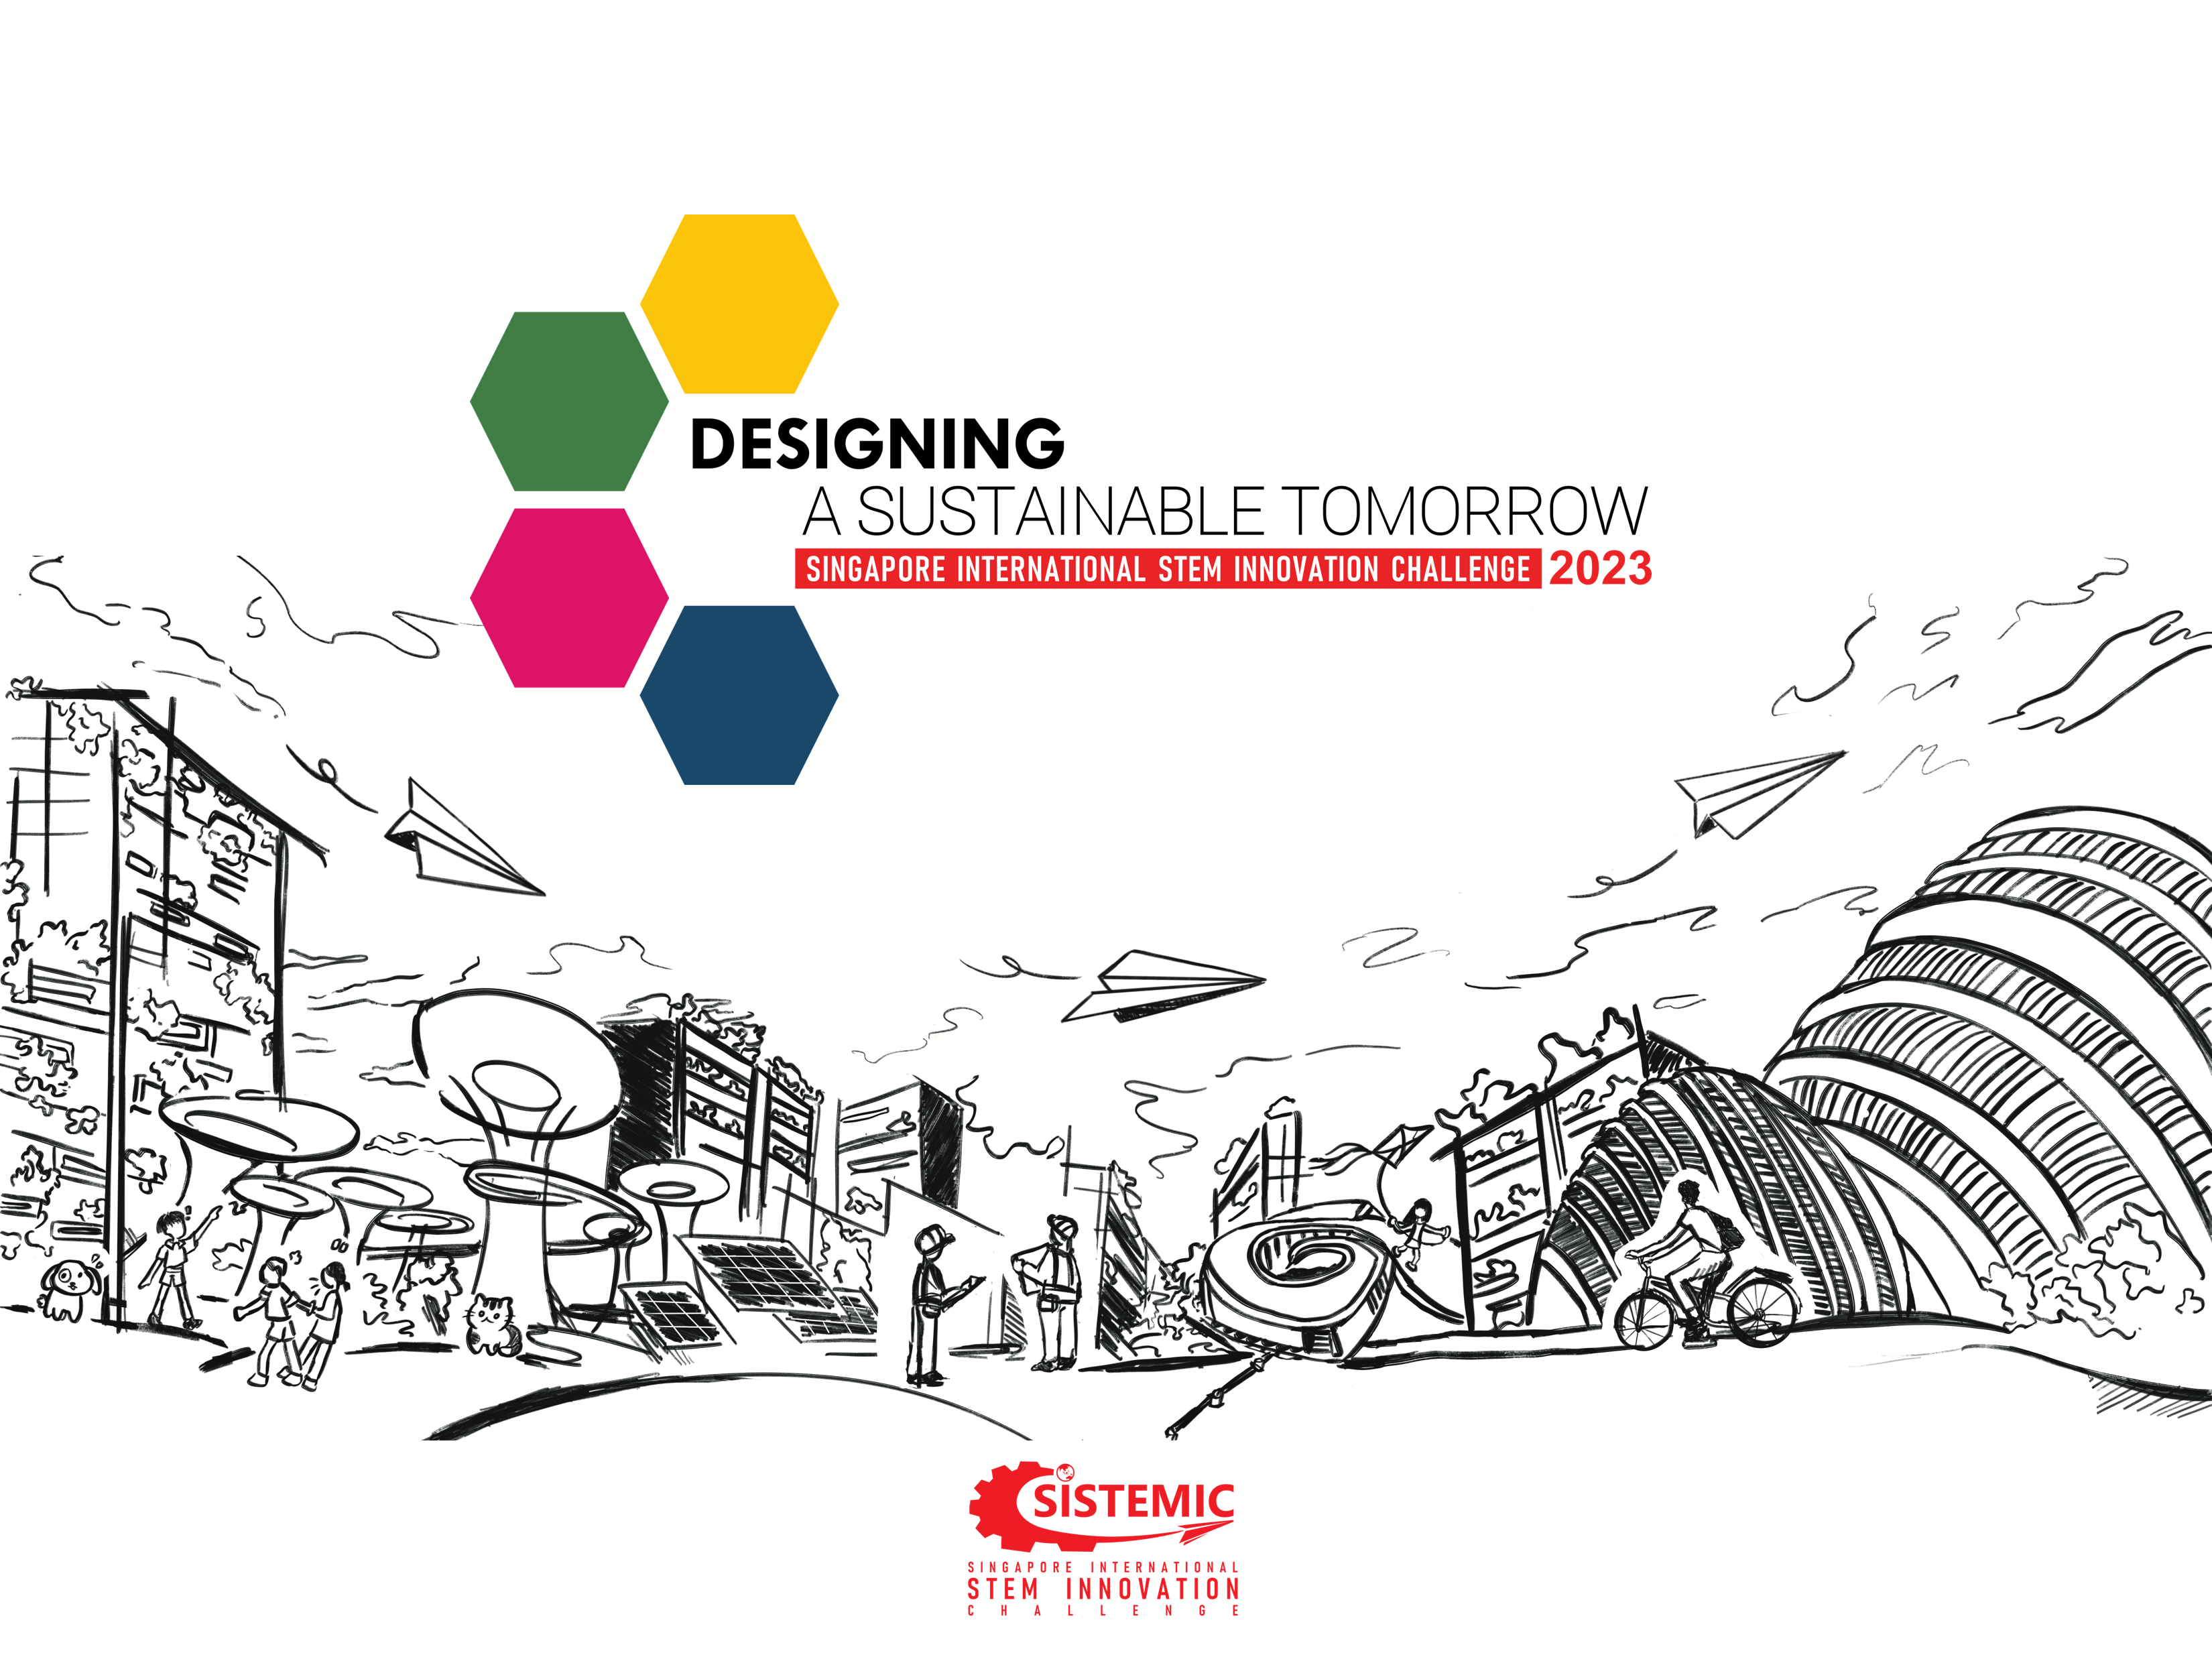 DESIGNING
A SUSTAINABLE TOMORROW
SINGAPORE INTERNATIONAL STEM INNOVATION CHALLENGE 2023
SiSTEMIC
SINGAPORE INTERNATIONAL
STEM INNOVATION
CHALLENGE